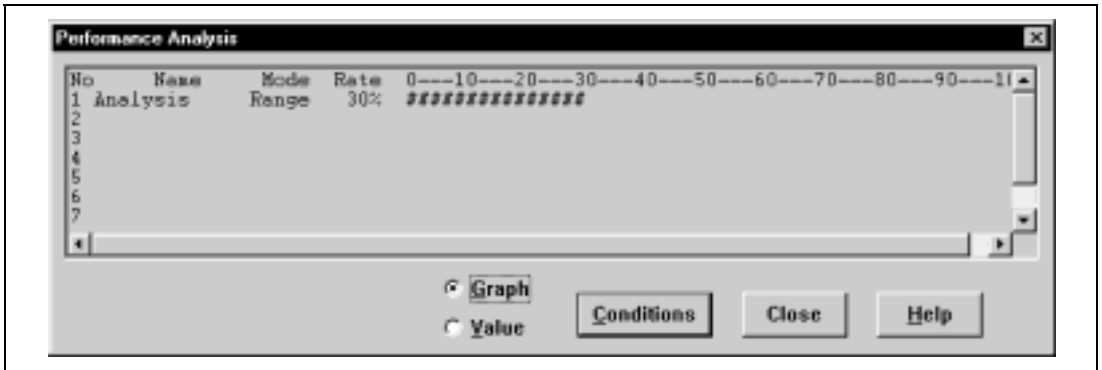 Performance Analysis
No Name Mode Rate 0---10---20---30---40---50---60---70---80---90---1
1 Analysis Range 30% ###############
2
3
4
5
6
7
Graph
Value
Conditions
Close
Help